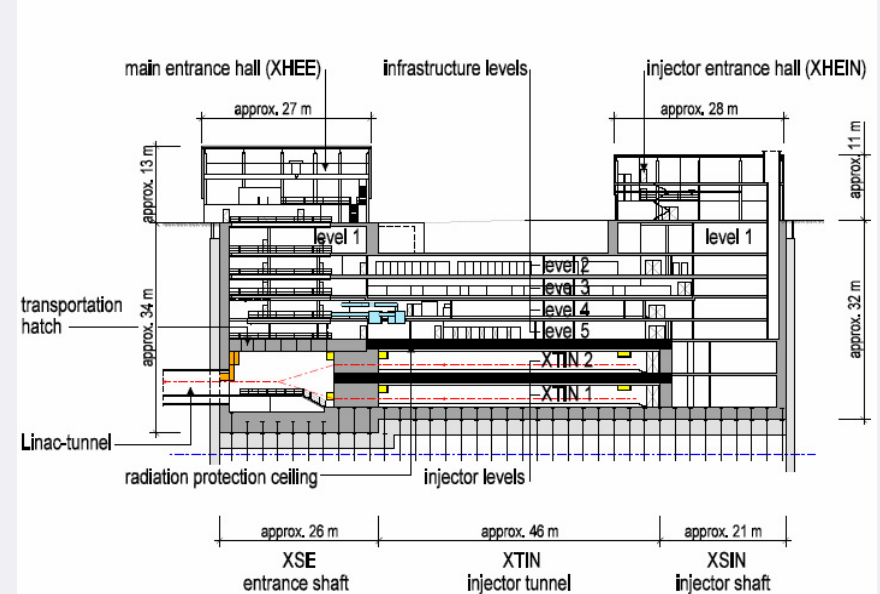 main entrance hall (XHEE)
infrastructure levels
injector entrance hall (XHEIN)
approx. 27 m
approx. 28 m
approx. 13 m
approx. 11 m
level 1
level 1
level 2
level 3
level 4
level 5
transportation
hatch
approx. 34 m
approx. 32 m
XTIN 2
XTIN 1
Linac-tunnel
radiation protection ceiling
injector levels
approx. 26 m
approx. 46 m
approx. 21 m
XSE
entrance shaft
XTIN
injector tunnel
XSIN
injector shaft